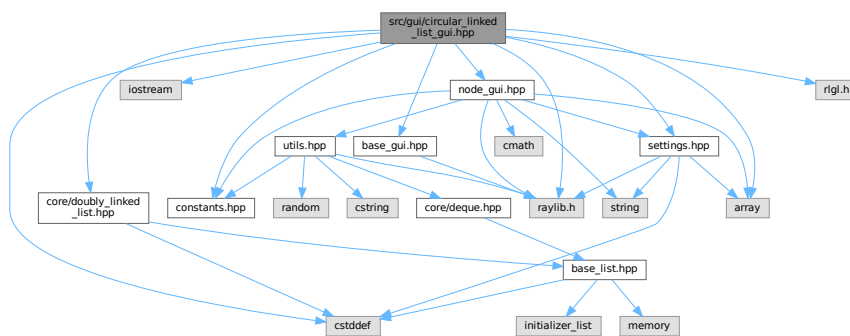 src/gui/circular_linked
_list_gui.hpp
iostream
node_gui.hpp
rlgl.h
utils.hpp
base_gui.hpp
cmath
settings.hpp
core/doubly_linked
_list.hpp
constants.hpp
random
cstring
core/deque.hpp
raylib.h
string
array
base_list.hpp
cstddef
initializer_list
memory